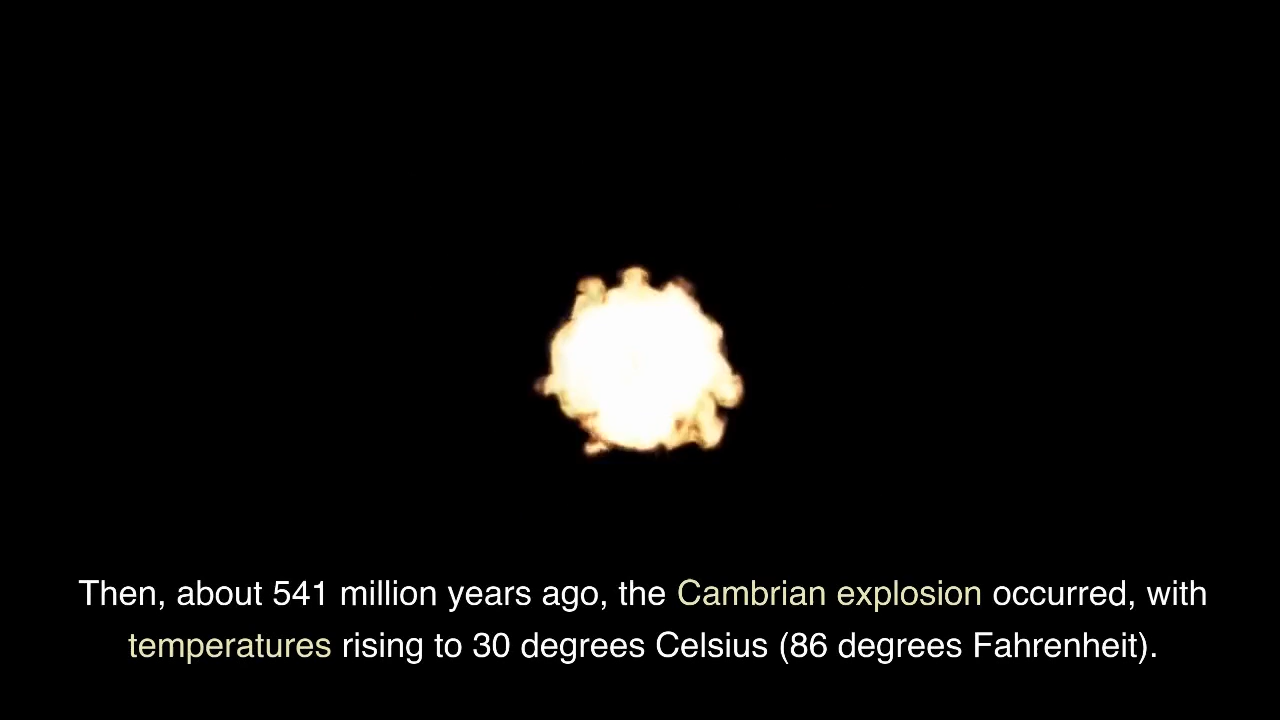 Then, about 541 million years ago, the Cambrian explosion occurred, with
temperatures rising to 30 degrees Celsius (86 degrees Fahrenheit).